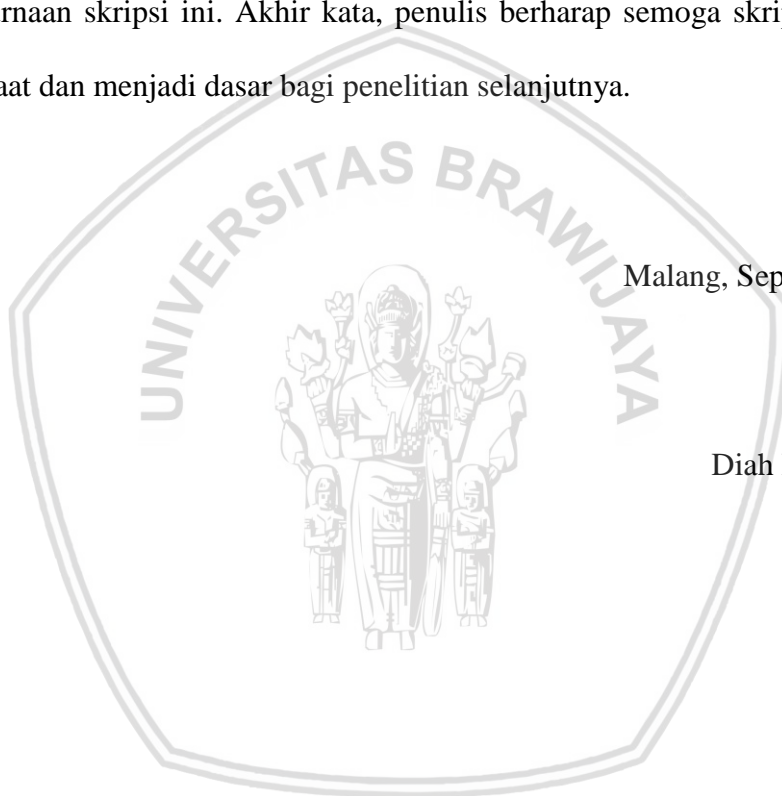 rnaan skripsi ini. Akhir kata, penulis berharap semoga skrip
aat dan menjadi dasar bagi penelitian selanjutnya.
UNIVERSITAS BRAWIJAYA
Malang, Sep
Diah